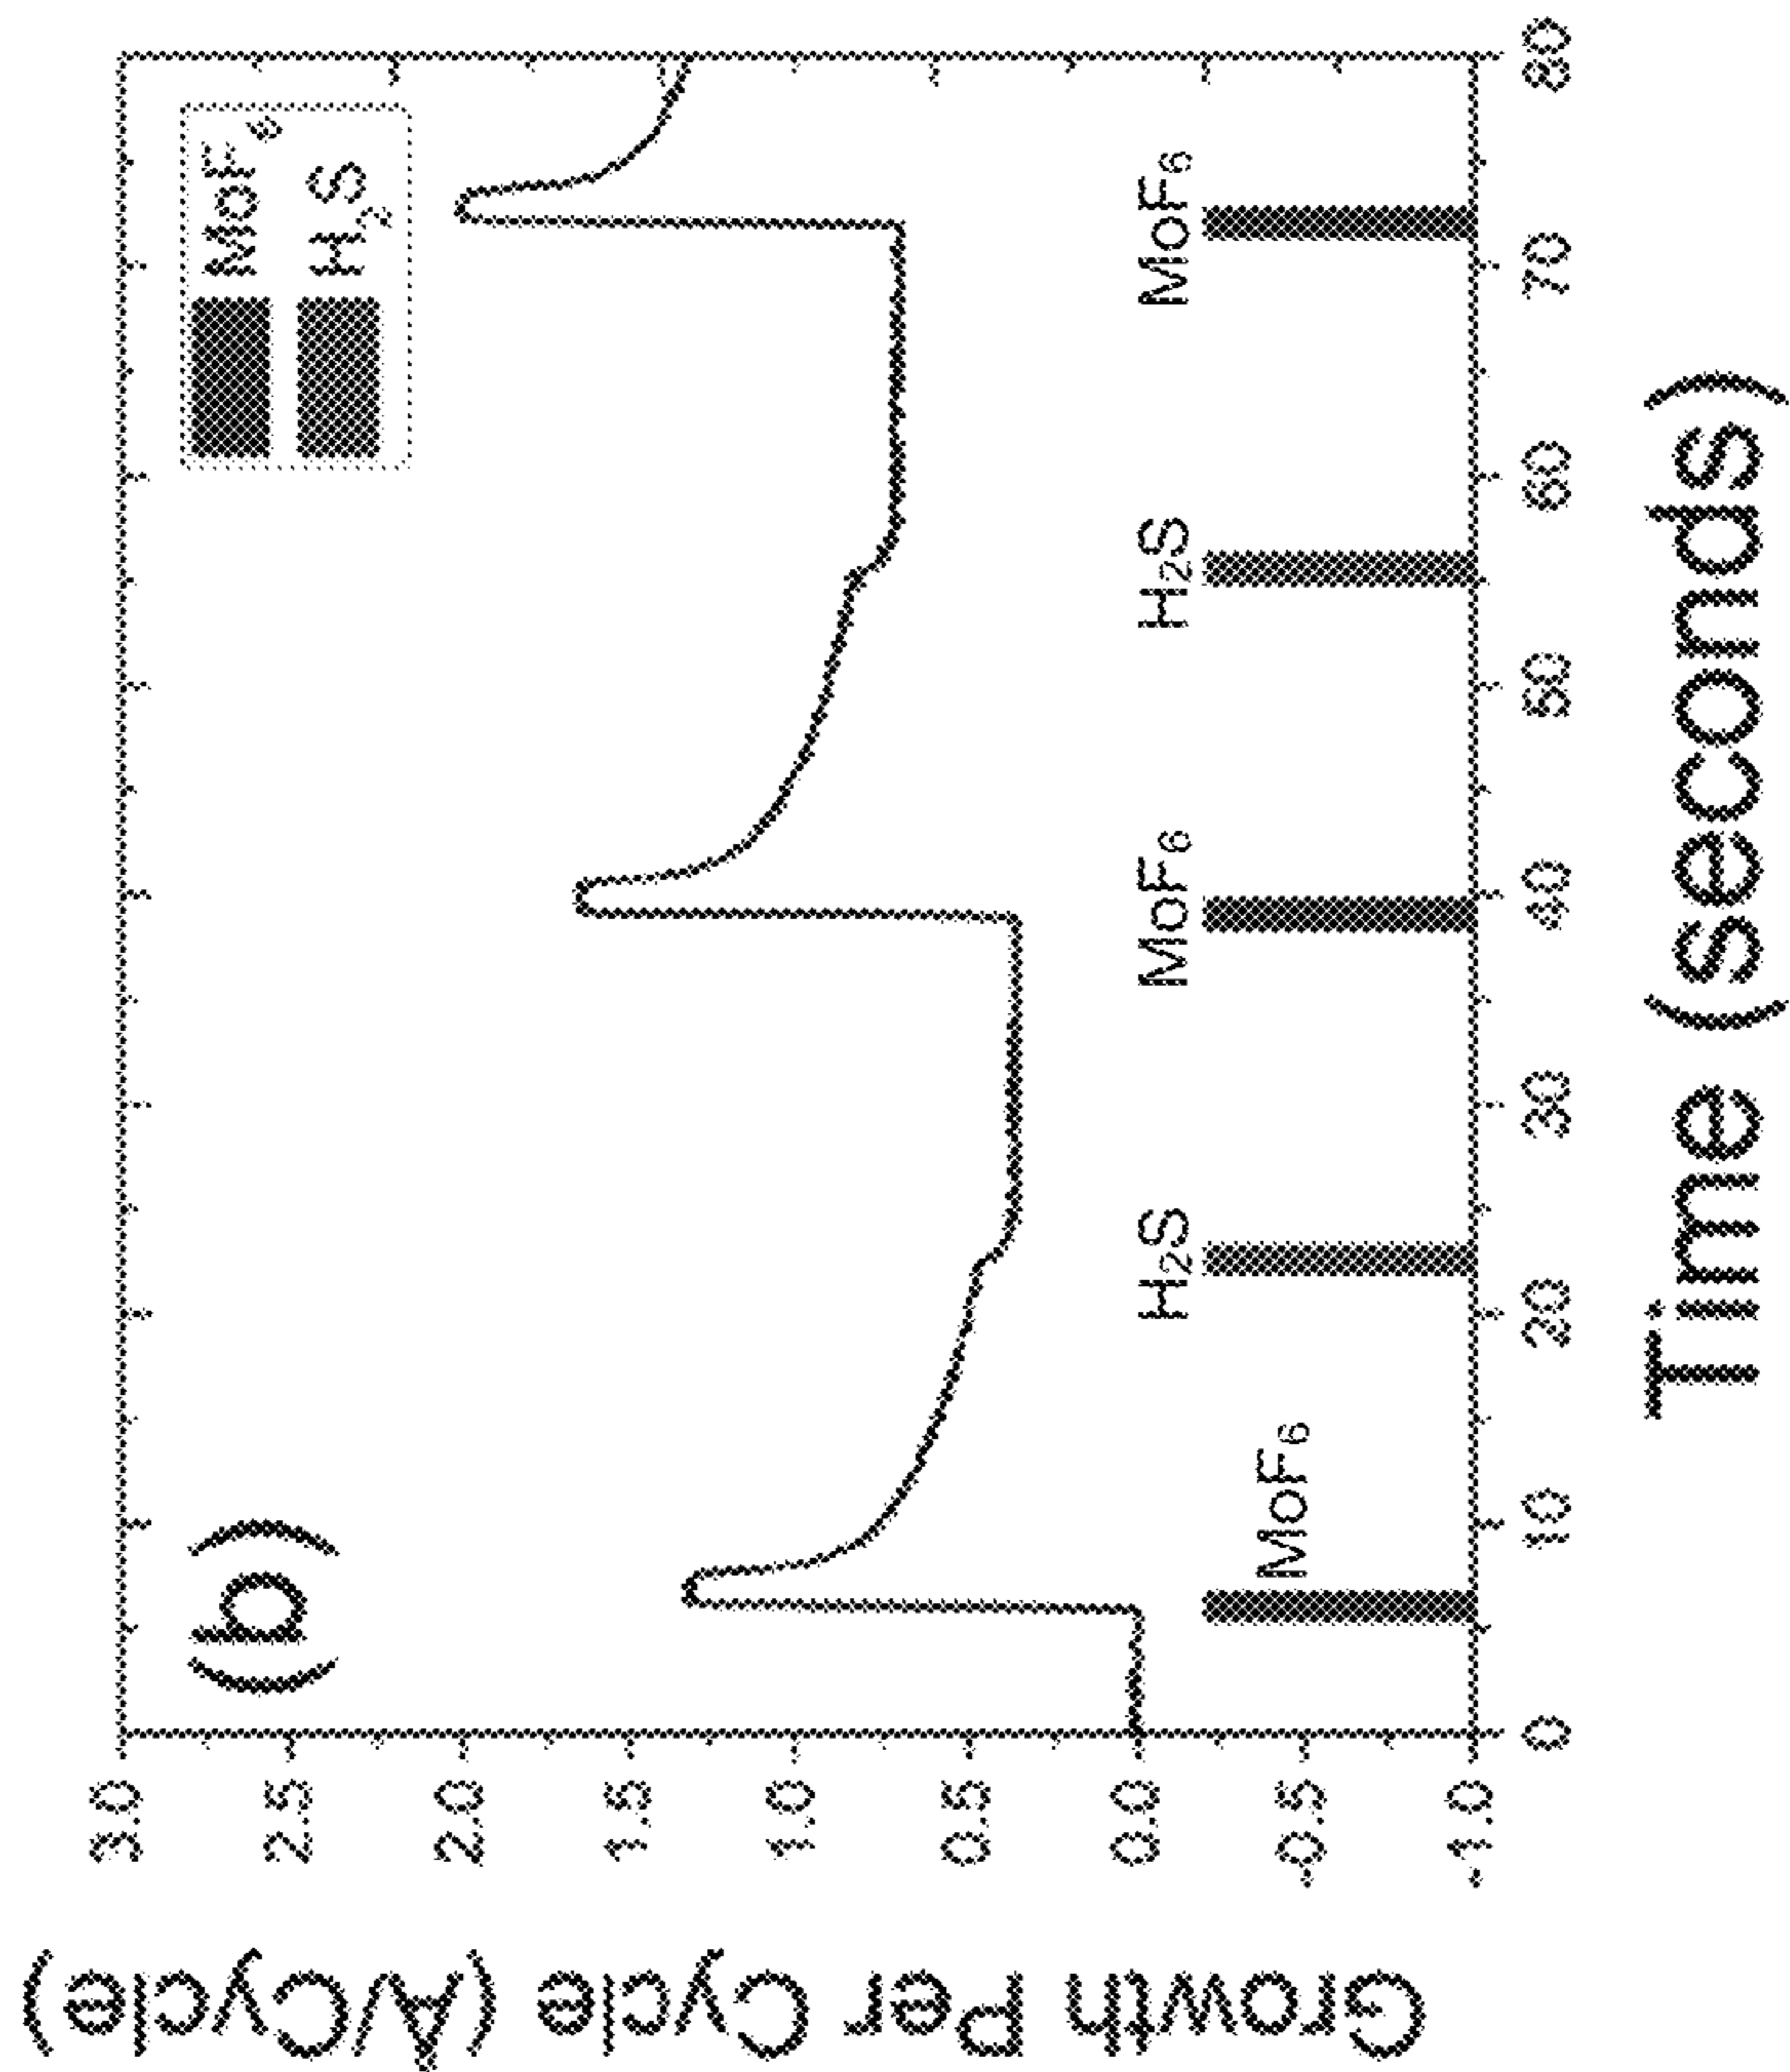 (b)
MoF6
H2S
Growth Per Cycle (Å/Cycle)
3.0
2.5
2.0
1.5
1.0
0.5
0.0
-0.5
-1.0
MoF6
H2S
MoF6
H2S
MoF6
0 10 20 30 40 50 60 70 80
Time (seconds)